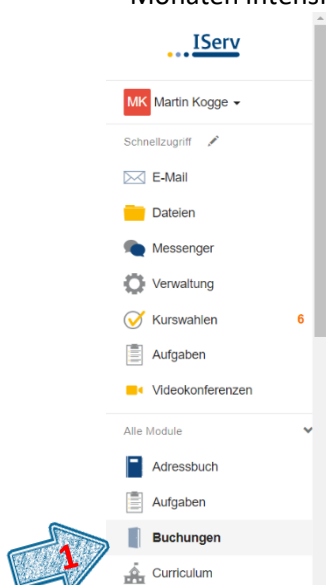 Monaten intensi
IServ
MK Martin Kogge
Schnellzugriff
E-Mail
Dateien
Messenger
Verwaltung
Kurswahlen 6
Aufgaben
Videokonferenzen
Alle Module
Adressbuch
Aufgaben
Buchungen
1
Curriculum